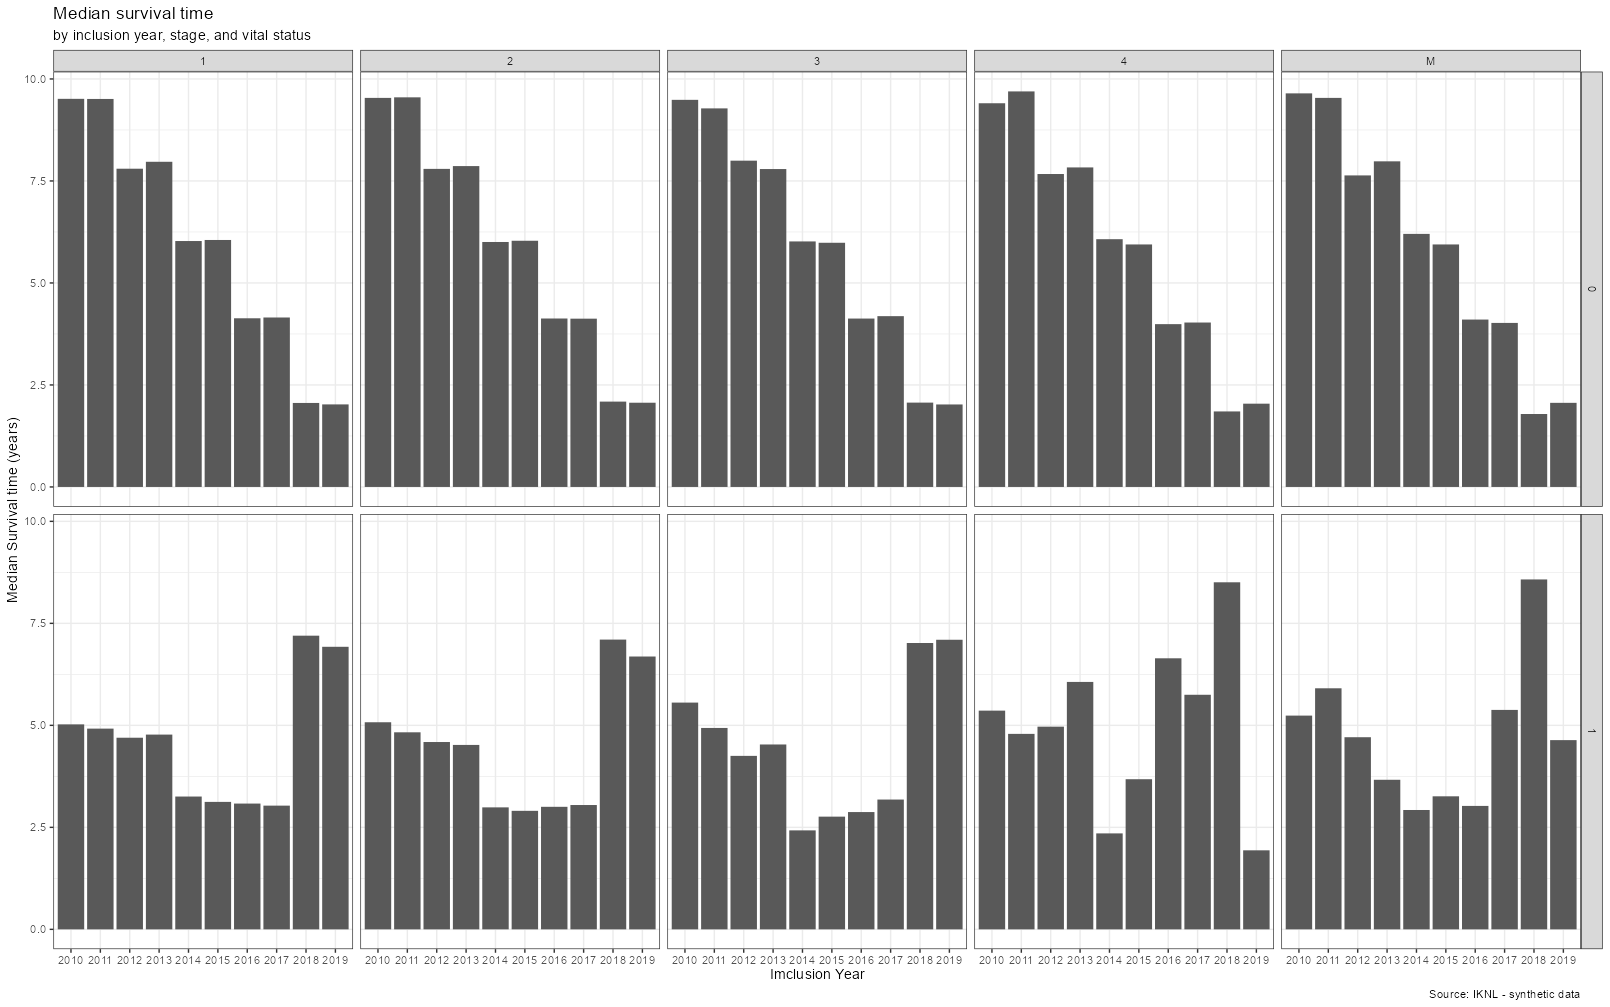 Median survival time
by inclusion year, stage, and vital status
1 2 3 4 M
10.0
7.5
5.0
2.5
0.0
0
10.0
7.5
5.0
2.5
0.0
1
Median Survival time (years)
2010 2011 2012 2013 2014 2015 2016 2017 2018 2019 2010 2011 2012 2013 2014 2015 2016 2017 2018 2019 2010 2011 2012 2013 2014 2015 2016 2017 2018 2019 2010 2011 2012 2013 2014 2015 2016 2017 2018 2019 2010 2011 2012 2013 2014 2015 2016 2017 2018 2019
Imclusion Year
Source: IKNL - synthetic data